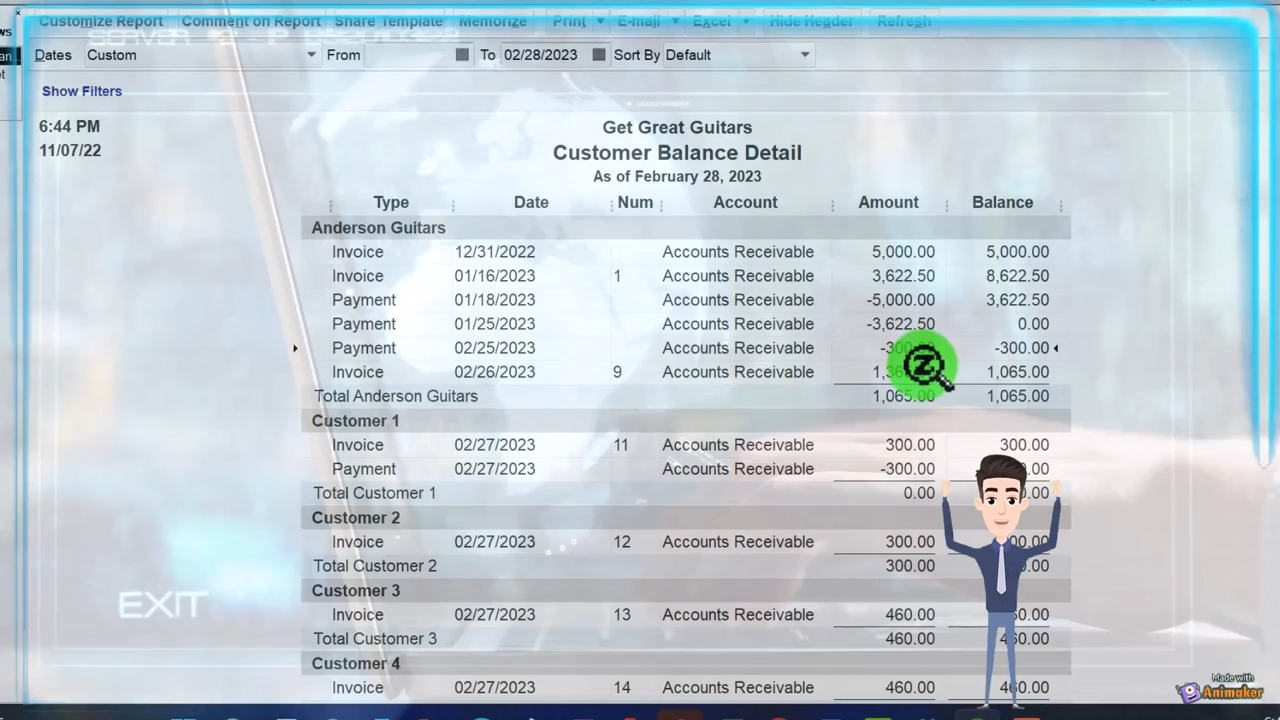 Customize Report Comment on Report Share Template Memorize Print E-mail Excel Hide Header Refresh
SERVER
Dates Custom From To 02/28/2023 Sort By Default
Show Filters
6:44 PM
11/07/22
Get Great Guitars
Customer Balance Detail
As of February 28, 2023
Type Date Num Account Amount Balance
Anderson Guitars
Invoice 12/31/2022 Accounts Receivable 5,000.00 5,000.00
Invoice 01/16/2023 1 Accounts Receivable 3,622.50 8,622.50
Payment 01/18/2023 Accounts Receivable -5,000.00 3,622.50
Payment 01/25/2023 Accounts Receivable -3,622.50 0.00
Payment 02/25/2023 Accounts Receivable -300.00 -300.00
Invoice 02/26/2023 9 Accounts Receivable 1,065.00
Total Anderson Guitars 1,065.00 1,065.00
Customer 1
Invoice 02/27/2023 11 Accounts Receivable 300.00 300.00
Payment 02/27/2023 Accounts Receivable -300.00
Total Customer 1 0.00
Customer 2
Invoice 02/27/2023 12 Accounts Receivable 300.00
Total Customer 2 300.00
Customer 3
Invoice 02/27/2023 13 Accounts Receivable 460.00
Total Customer 3 460.00 460.00
EXIT
Customer 4
Invoice 02/27/2023 14 Accounts Receivable 460.00 460.00
Made with
Animaker